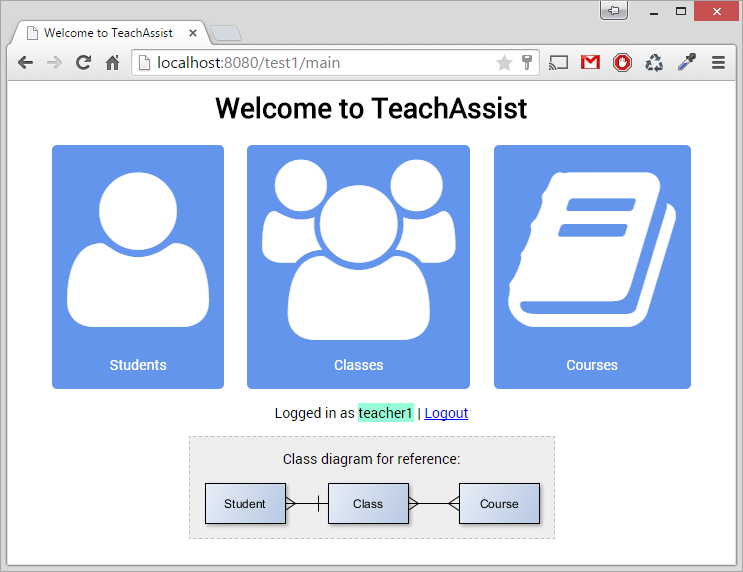 Welcome to TeachAssist
localhost:8080/test1/main
Welcome to TeachAssist
Students
Classes
Courses
Logged in as teacher1 | Logout
Class diagram for reference:
Student
Class
Course